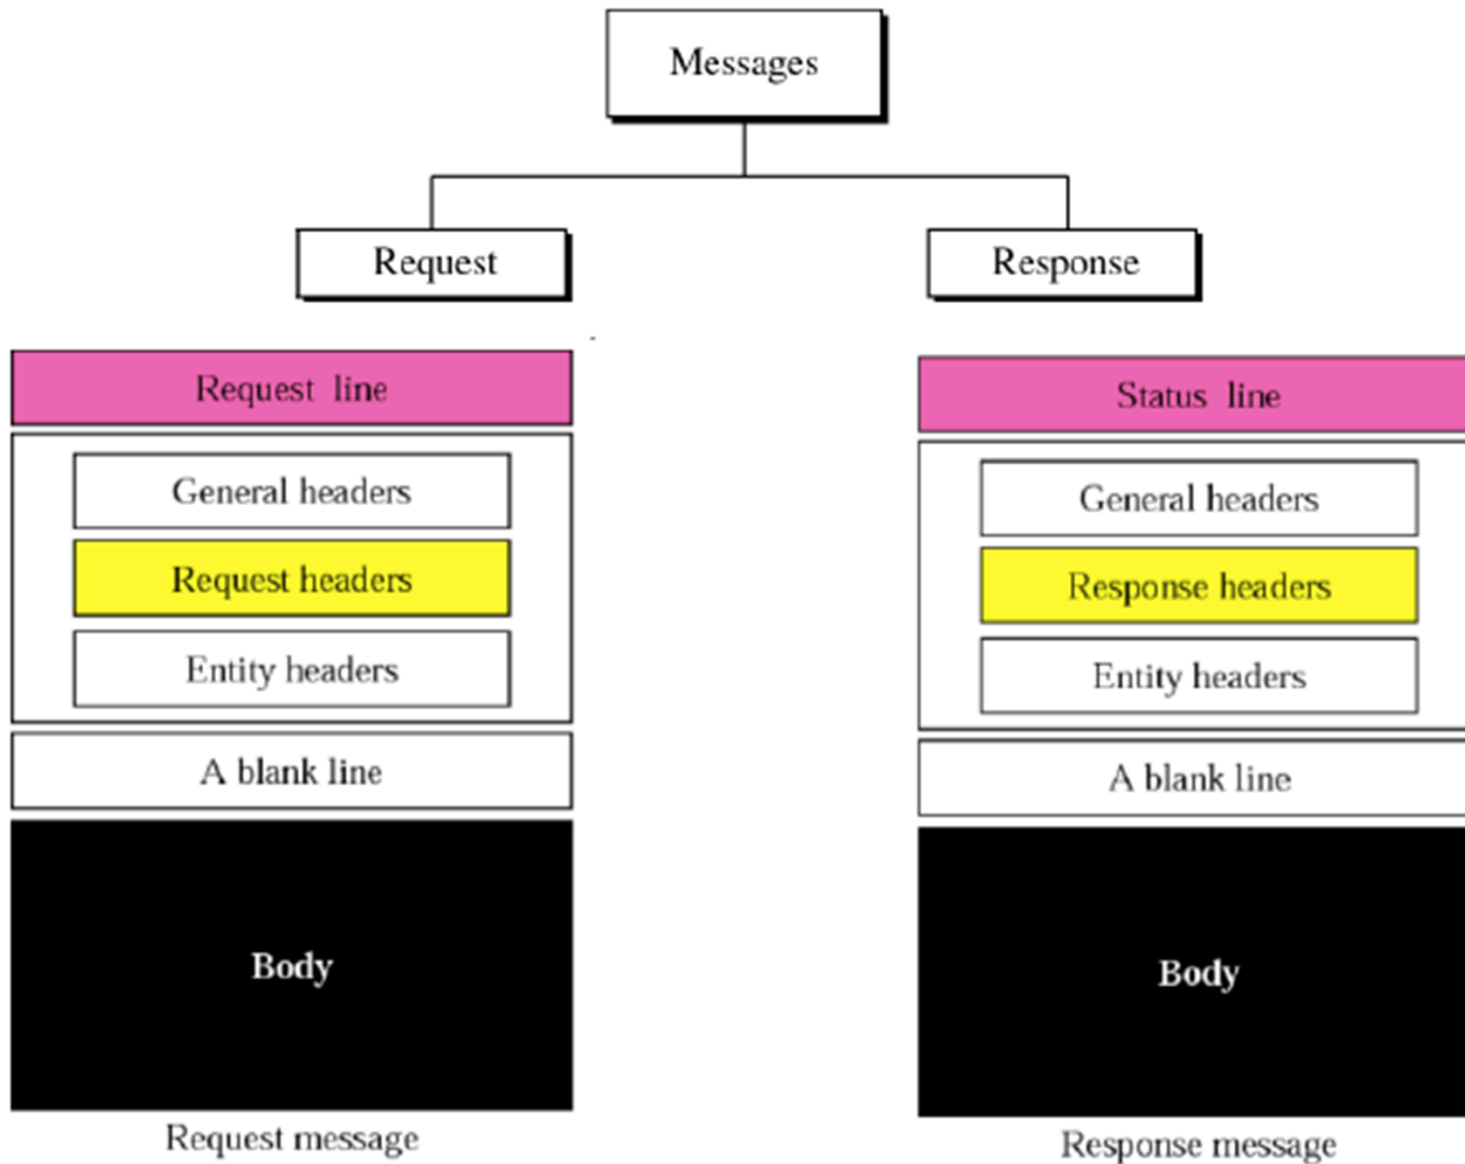 Messages
Request
Response
Request line
General headers
Request headers
Entity headers
A blank line
Body
Request message
Status line
General headers
Response headers
Entity headers
A blank line
Body
Response message